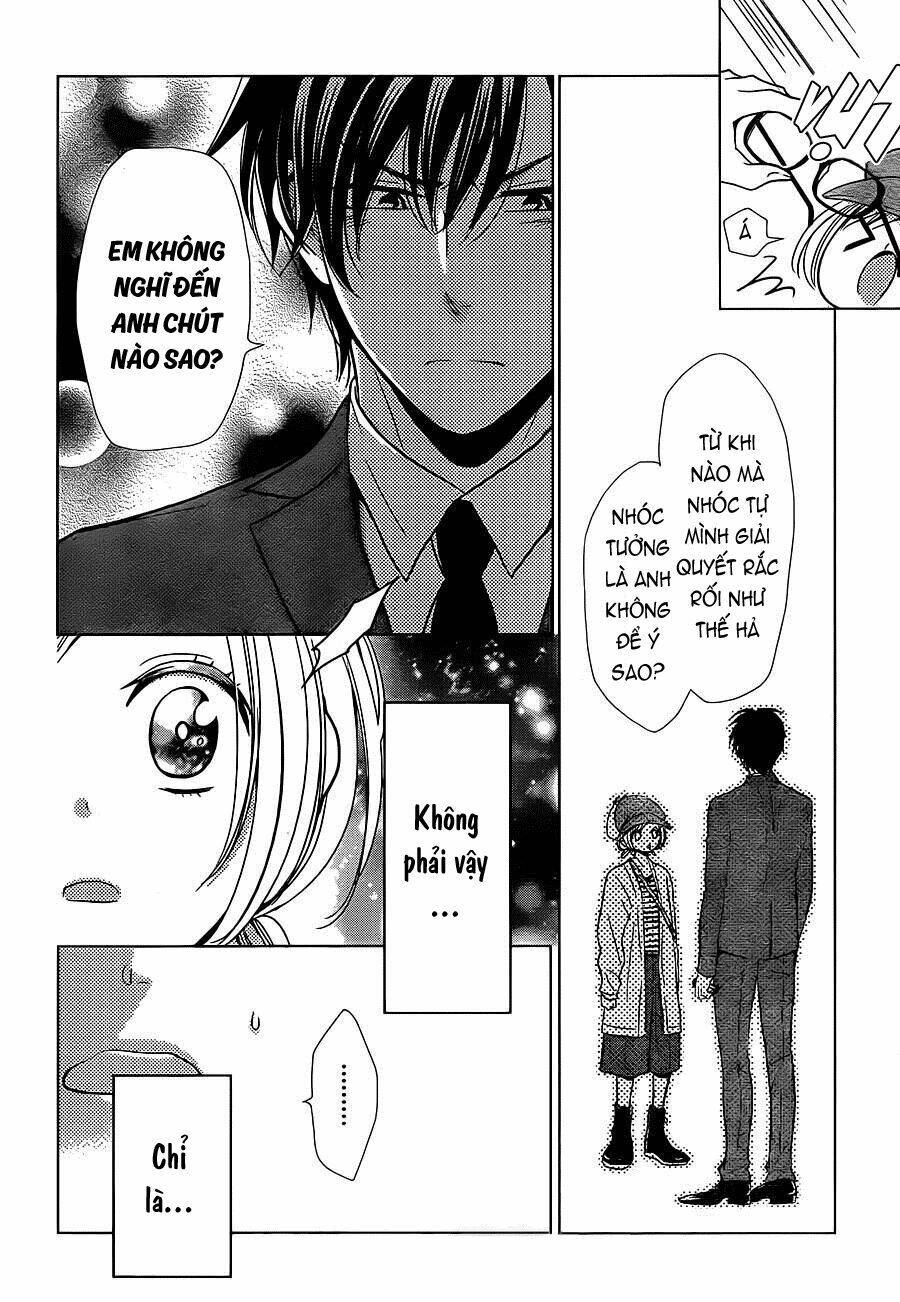 VỤT
Á
TỪ KHI
NÀO MÀ
NHÓC TỰ
MÌNH GIẢI
QUYẾT RẮC
RỐI NHƯ
THẾ HẢ
NHÓC
TƯỞNG
LÀ ANH
KHÔNG
ĐỂ Ý
SAO?
EM KHÔNG
NGHĨ ĐẾN
ANH CHÚT
NÀO SAO?
Không
phải vậy
...
.........
Chỉ
là...